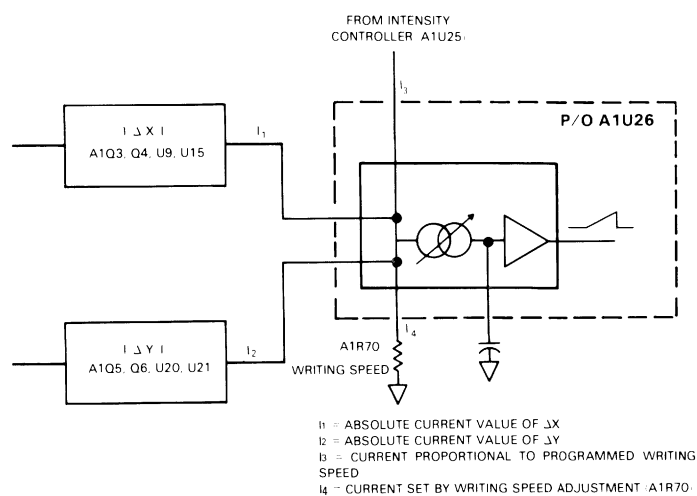 FROM INTENSITY
CONTROLLER A1U25
I3
P/O A1U26
| ΔX |
A1Q3, Q4, U9, U15
I1
| ΔY |
A1Q5, Q6, U20, U21
I2
I4
A1R70
WRITING SPEED
I1 = ABSOLUTE CURRENT VALUE OF ΔX
I2 = ABSOLUTE CURRENT VALUE OF ΔY
I3 = CURRENT PROPORTIONAL TO PROGRAMMED WRITING
SPEED
I4 = CURRENT SET BY WRITING SPEED ADJUSTMENT (A1R70)